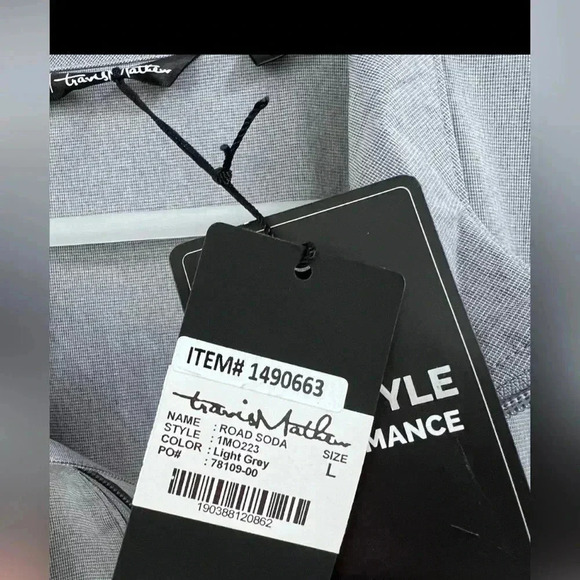 travisMathew
ITEM# 1490663
travisMathew
NAME : ROAD SODA
STYLE : 1MO223
COLOR : Light Grey
PO# : 78109-00
SIZE
L
190388120862
YLE
MANCE